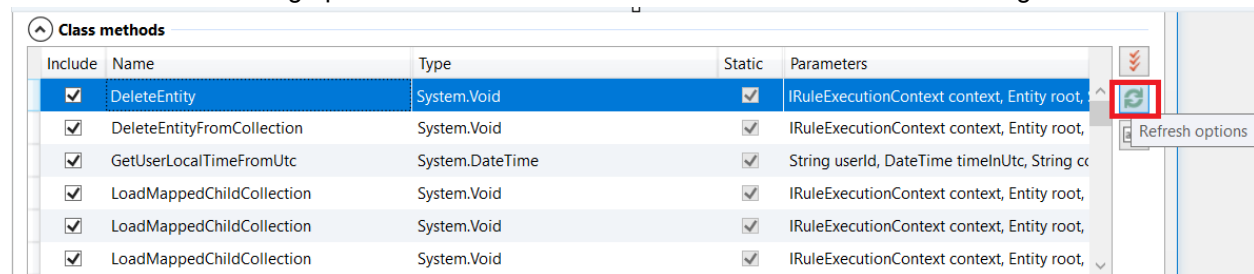 Class methods
Include Name Type Static Parameters
DeleteEntity System.Void IRuleExecutionContext context, Entity root,
DeleteEntityFromCollection System.Void IRuleExecutionContext context, Entity root,
Refresh options
GetUserLocalTimeFromUtc System.DateTime String userId, DateTime timeInUtc, String
LoadMappedChildCollection System.Void IRuleExecutionContext context, Entity root,
LoadMappedChildCollection System.Void IRuleExecutionContext context, Entity root,
LoadMappedChildCollection System.Void IRuleExecutionContext context, Entity root,